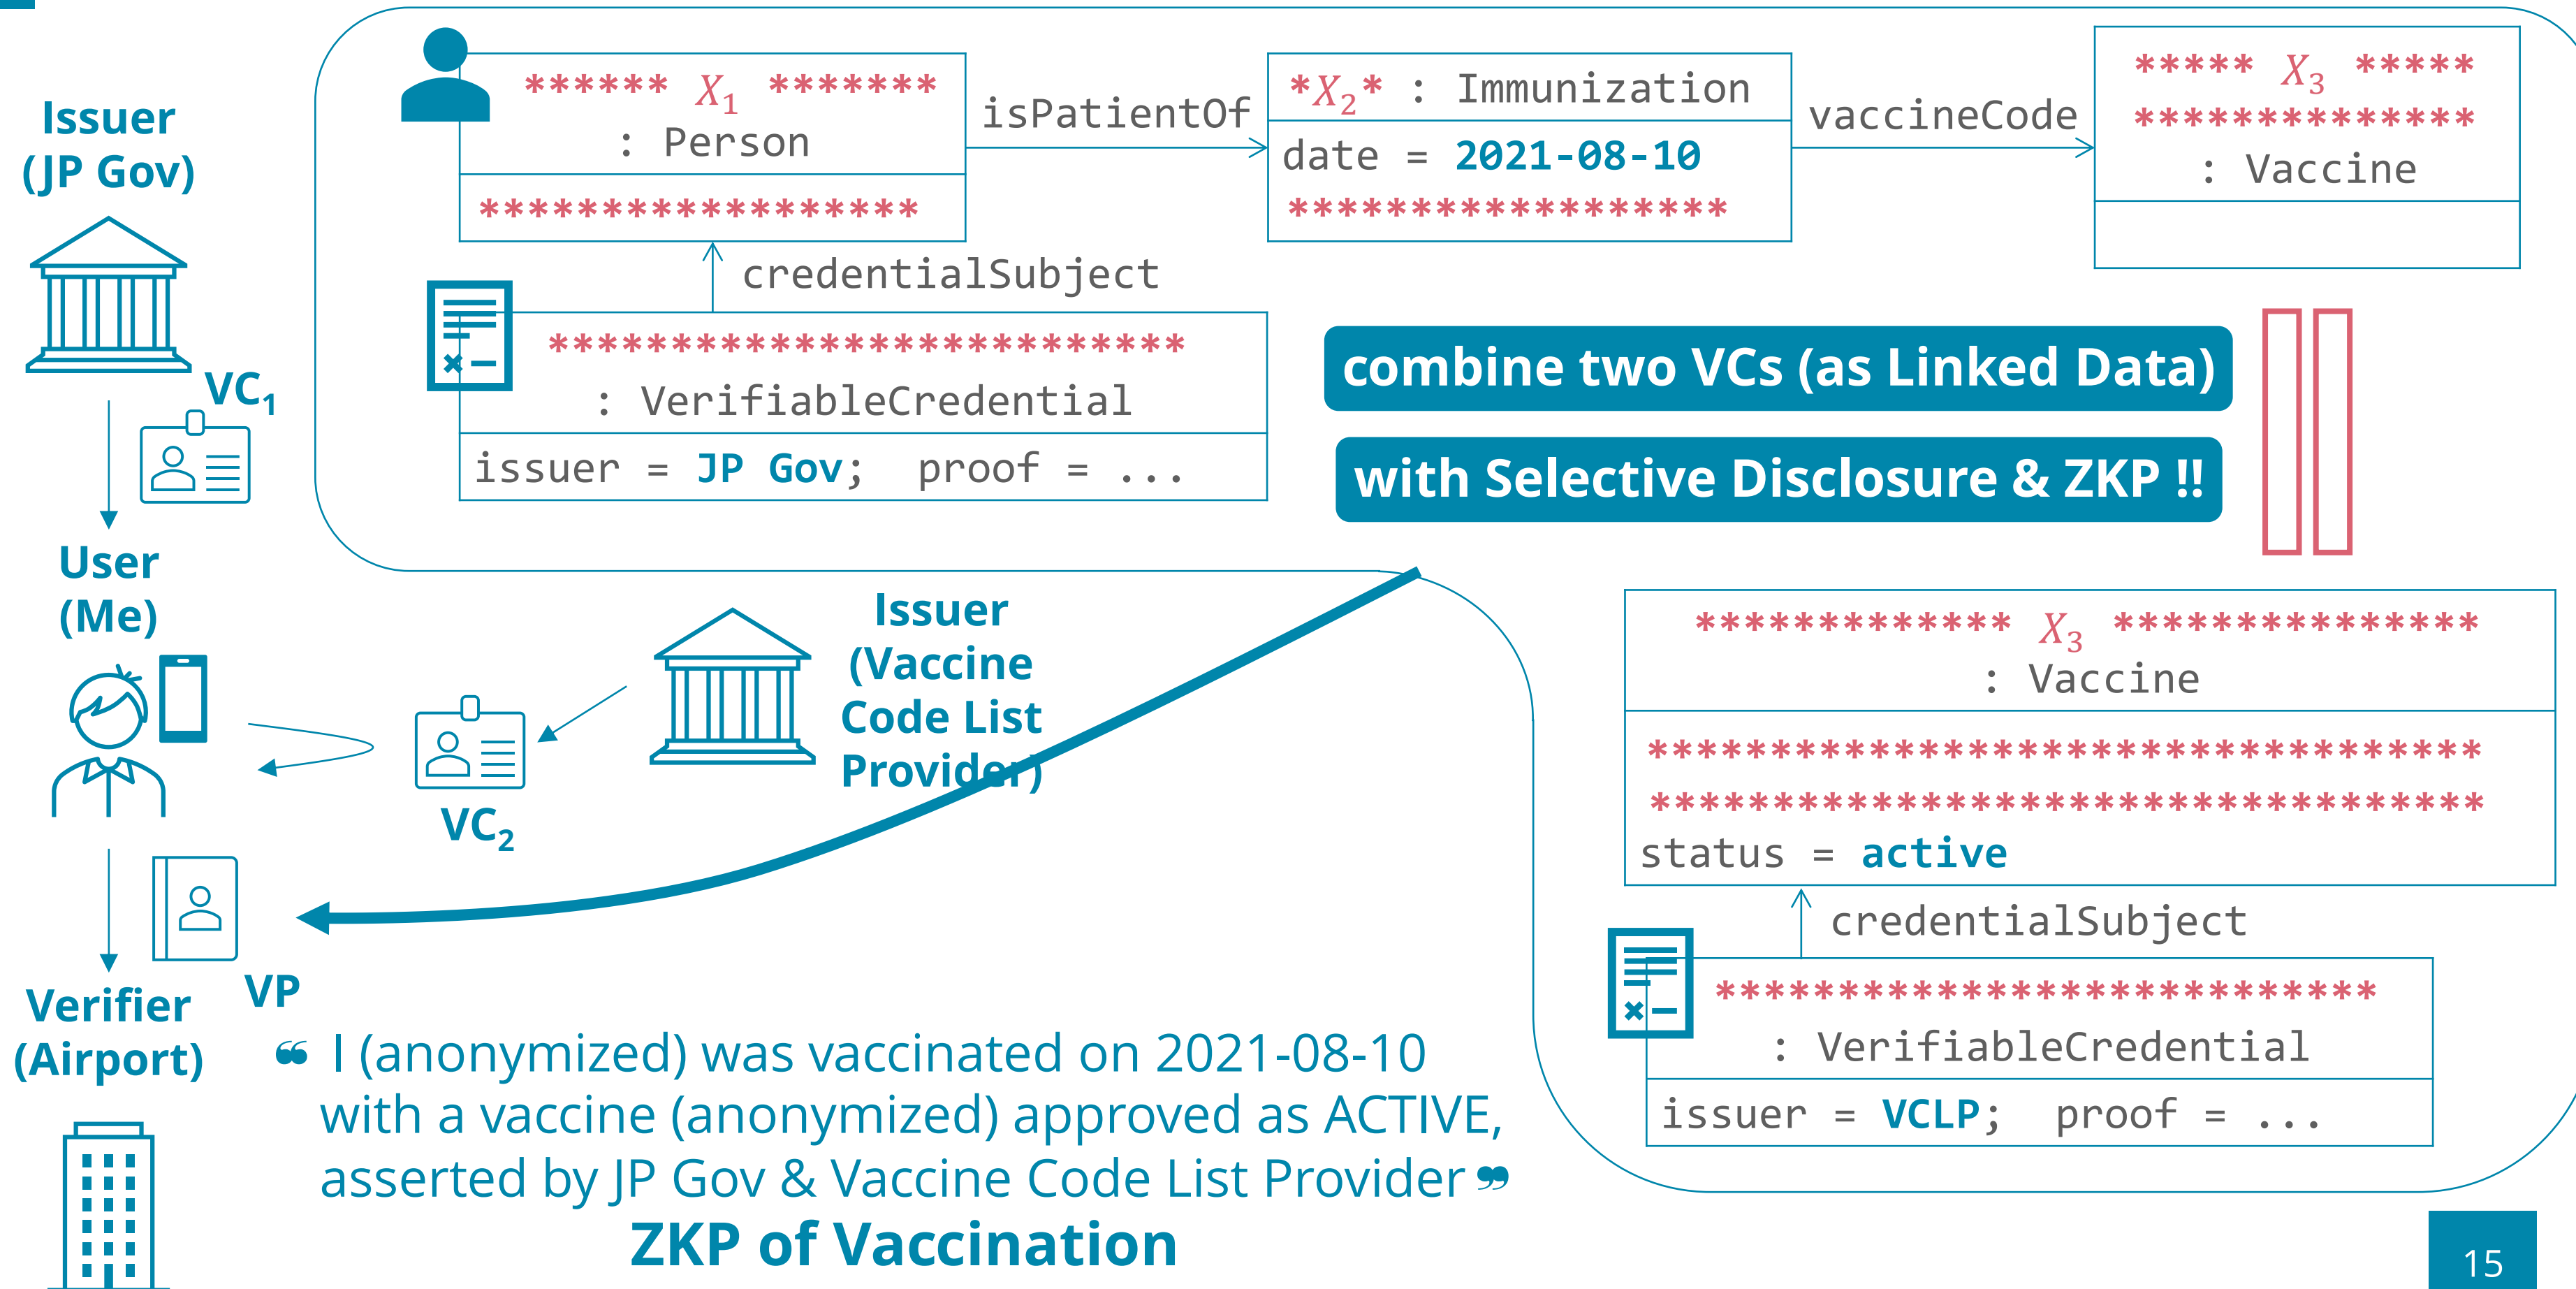 Issuer
(JP Gov)
VC₁
User
(Me)
Issuer
(Vaccine
Code List
Provider)
VC₂
VP
Verifier
(Airport)
****** X₁ *******
: Person
******************
isPatientOf
*X₂* : Immunization
date = 2021-08-10
******************
vaccineCode
***** X₃ *****
**************
: Vaccine
credentialSubject
**************************
: VerifiableCredential
issuer = JP Gov; proof = ...
combine two VCs (as Linked Data)
with Selective Disclosure & ZKP !!
************* X₃ ***************
: Vaccine
**********************************
**********************************
status = active
credentialSubject
***************************
: VerifiableCredential
issuer = VCLP; proof = ...
❝ I (anonymized) was vaccinated on 2021-08-10
with a vaccine (anonymized) approved as ACTIVE,
asserted by JP Gov & Vaccine Code List Provider ❞
ZKP of Vaccination
15